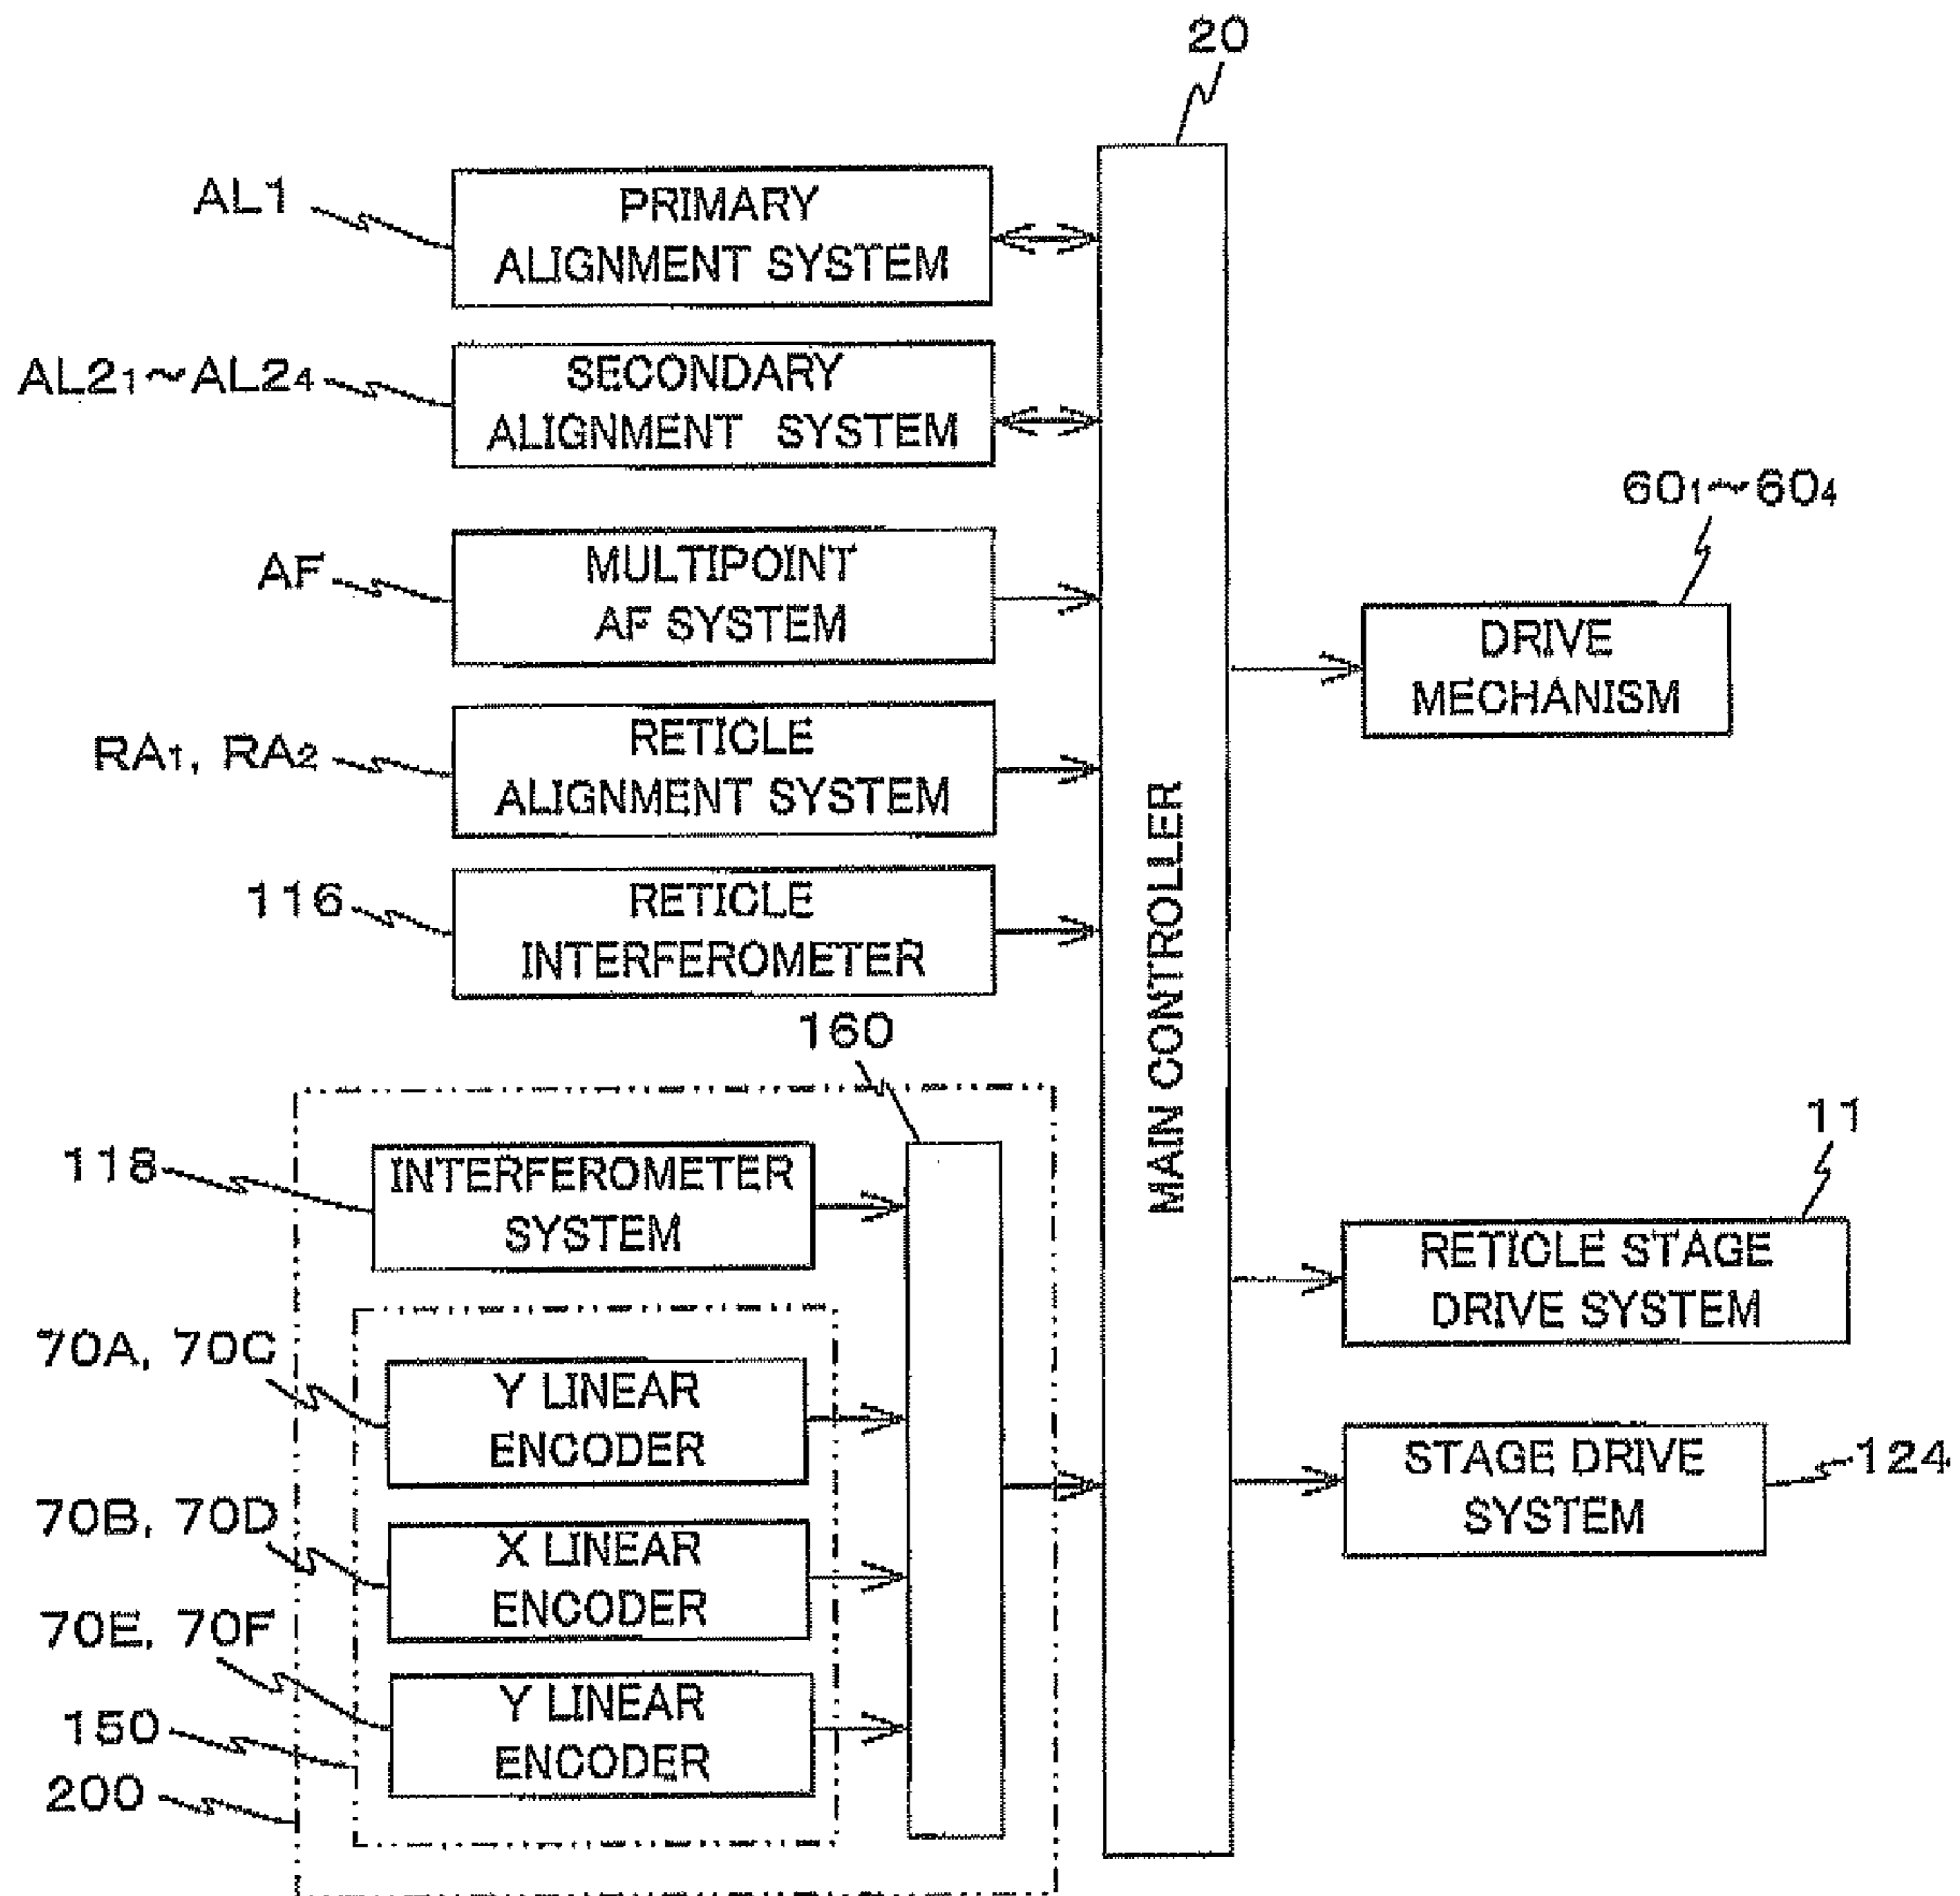 20
AL1
PRIMARY
ALIGNMENT SYSTEM
AL2₁~AL2₄
SECONDARY
ALIGNMENT SYSTEM
60₁~60₄
AF
MULTIPOINT
AF SYSTEM
DRIVE
MECHANISM
RA₁, RA₂
RETICLE
ALIGNMENT SYSTEM
MAIN CONTROLLER
116
RETICLE
INTERFEROMETER
160
11
118
INTERFEROMETER
SYSTEM
RETICLE STAGE
DRIVE SYSTEM
70A, 70C
Y LINEAR
ENCODER
STAGE DRIVE
SYSTEM
124
70B, 70D
X LINEAR
ENCODER
70E, 70F
Y LINEAR
ENCODER
150
200